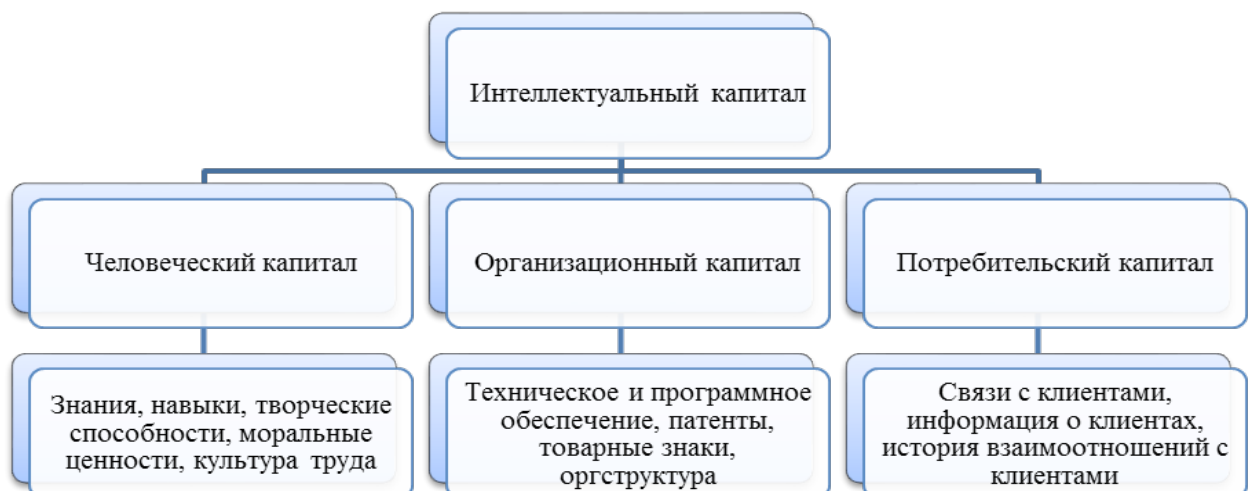 Интеллектуальный капитал
Человеческий капитал
Организационный капитал
Потребительский капитал
Знания, навыки, творческие
способности, моральные
ценности, культура труда
Техническое и программное
обеспечение, патенты,
товарные знаки,
оргструктура
Связи с клиентами,
информация о клиентах,
история взаимоотношений с
клиентами